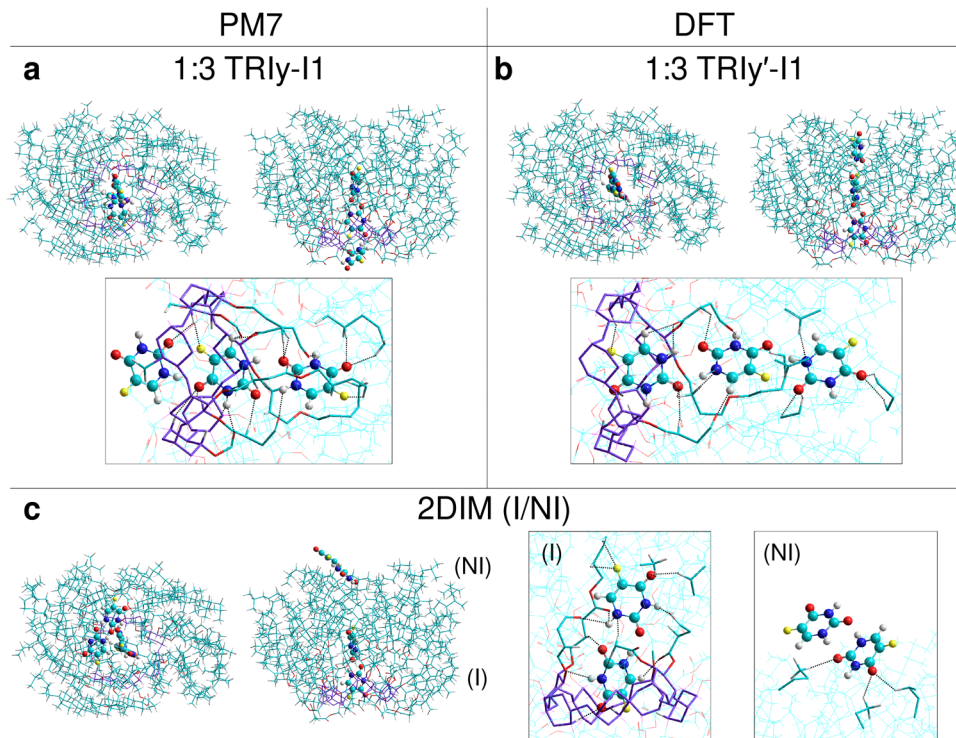 PM7
DFT
a
1:3 TRIy-I1
b
1:3 TRIy′-I1
c
2DIM (I/NI)
(NI)
(I)
(I)
(NI)